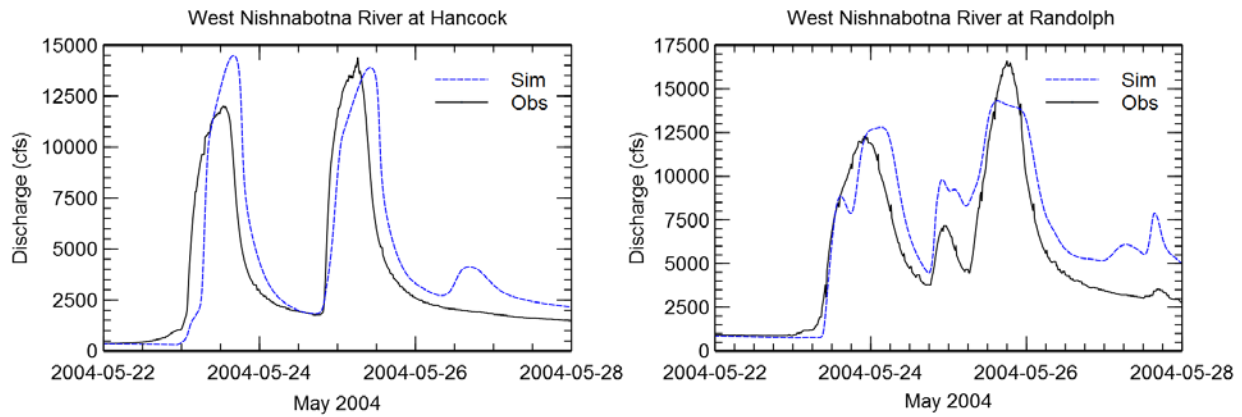 West Nishnabotna River at Hancock
15000
12500
10000
7500
5000
2500
0
Discharge (cfs)
Sim
Obs
2004-05-22
2004-05-24
2004-05-26
2004-05-28
May 2004
West Nishnabotna River at Randolph
17500
15000
12500
10000
7500
5000
2500
0
Discharge (cfs)
Sim
Obs
2004-05-22
2004-05-24
2004-05-26
2004-05-28
May 2004